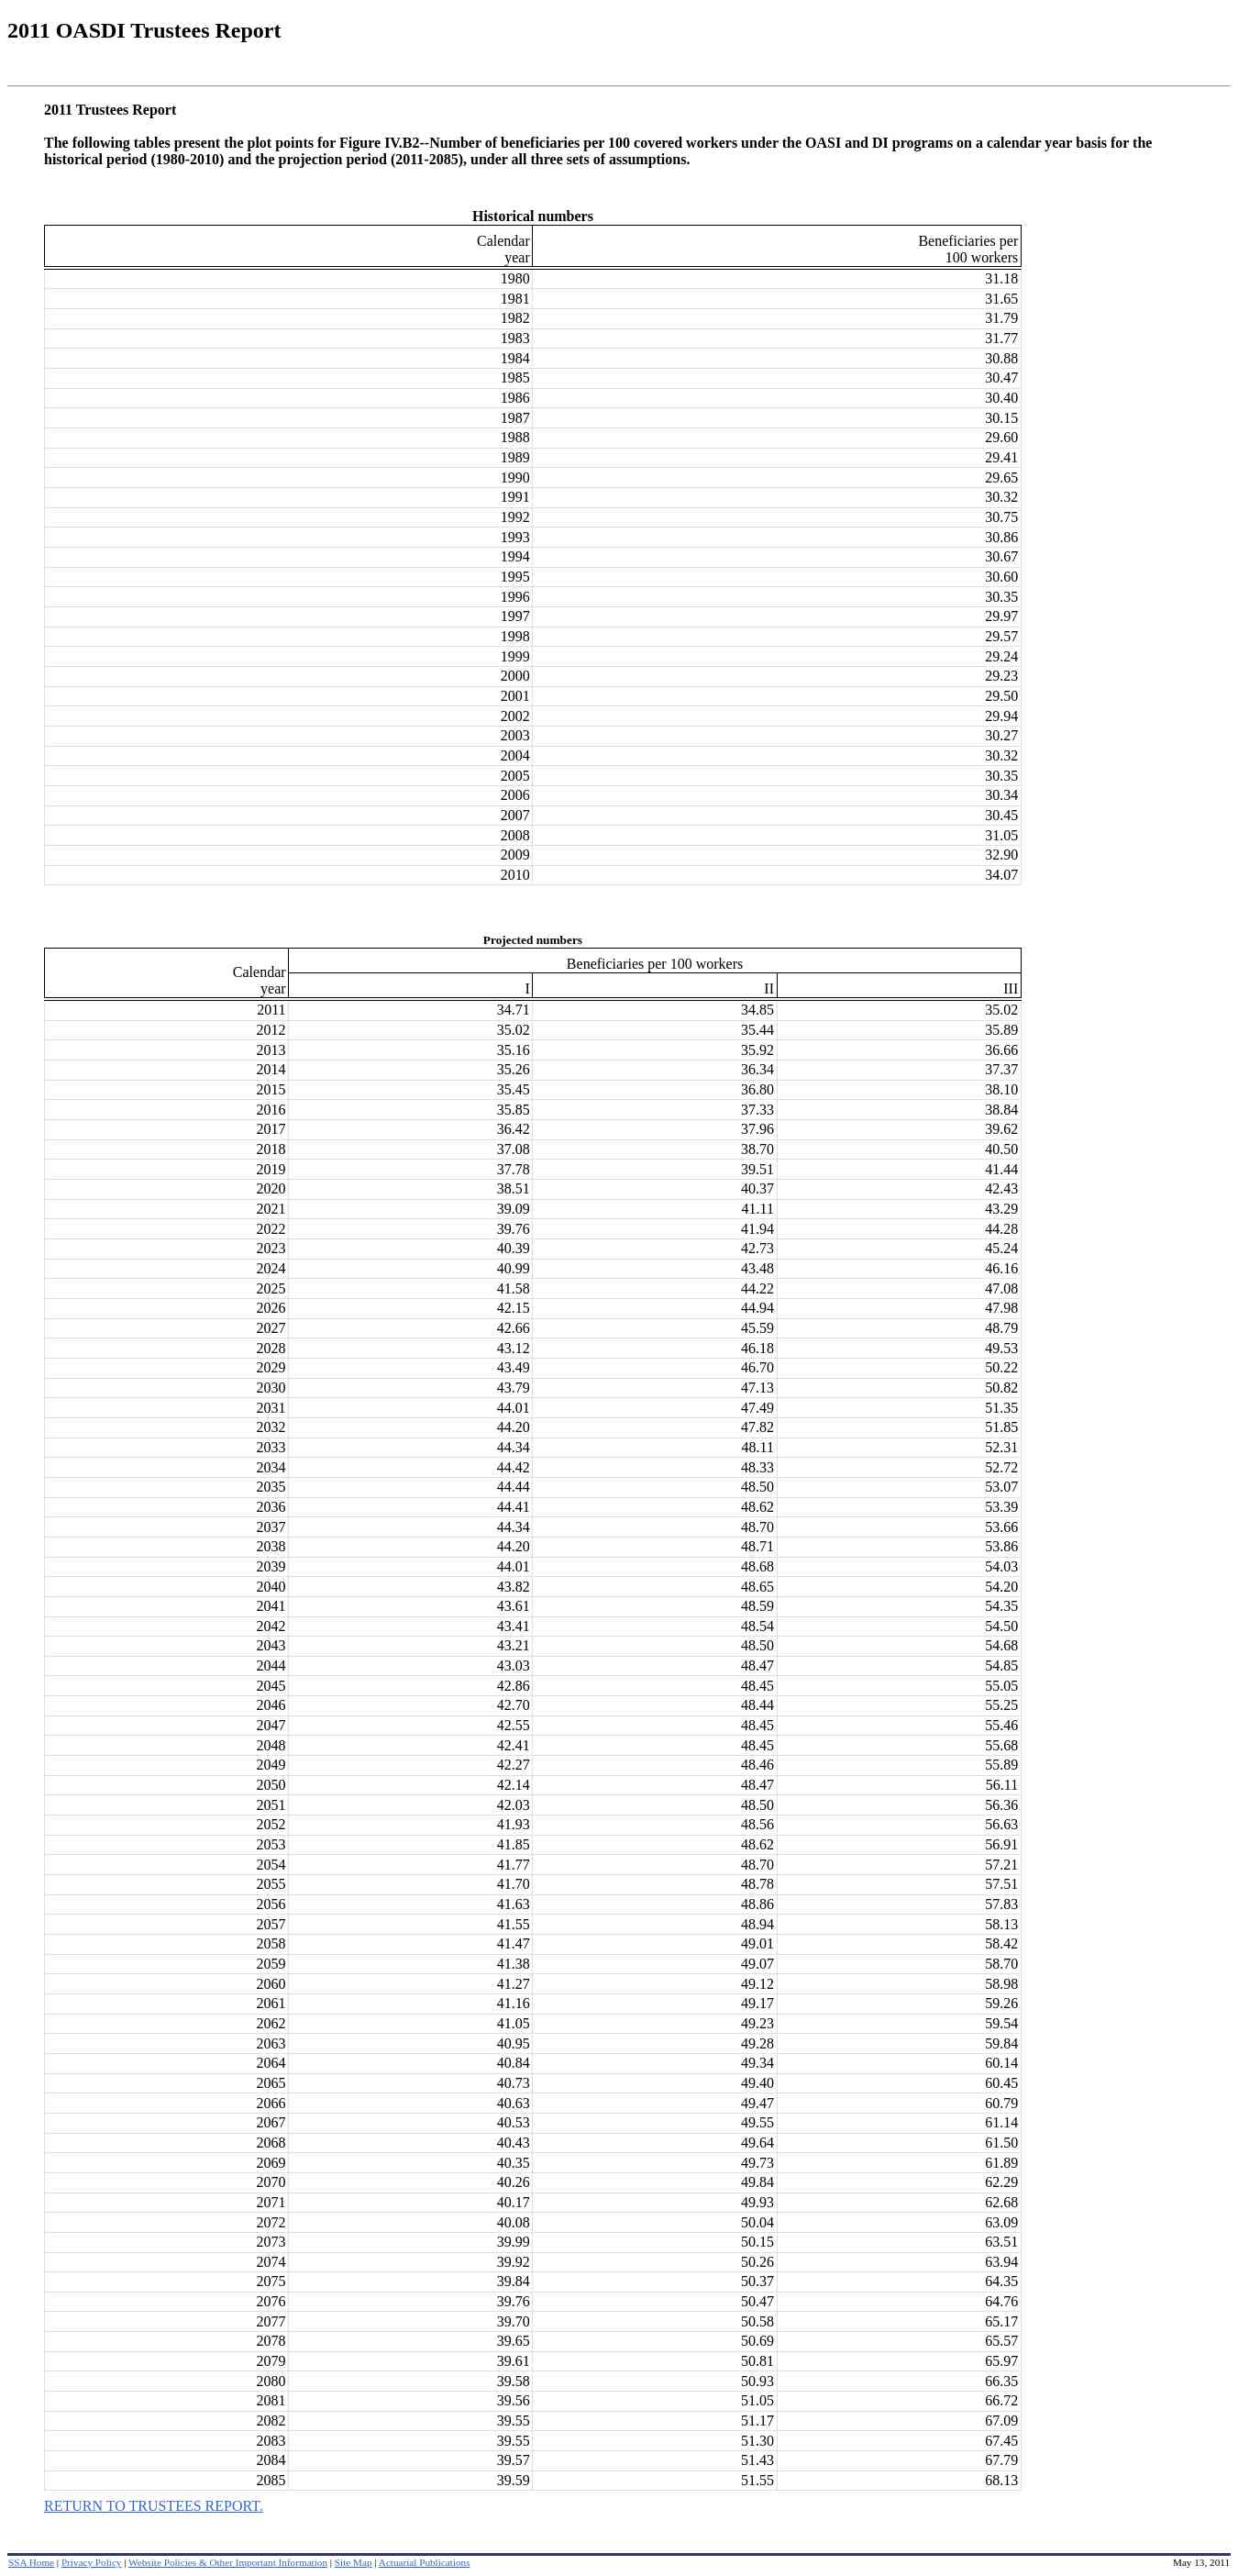 2011 OASDI Trustees Report
2011 Trustees Report
The following tables present the plot points for Figure IV.B2--Number of beneficiaries per 100 covered workers under the OASI and DI programs on a calendar year basis for the
historical period (1980-2010) and the projection period (2011-2085), under all three sets of assumptions.
Historical numbers
Calendar year Beneficiaries per 100 workers
1980 31.18
1981 31.65
1982 31.79
1983 31.77
1984 30.88
1985 30.47
1986 30.40
1987 30.15
1988 29.60
1989 29.41
1990 29.65
1991 30.32
1992 30.75
1993 30.86
1994 30.67
1995 30.60
1996 30.35
1997 29.97
1998 29.57
1999 29.24
2000 29.23
2001 29.50
2002 29.94
2003 30.27
2004 30.32
2005 30.35
2006 30.34
2007 30.45
2008 31.05
2009 32.90
2010 34.07
Projected numbers
Calendar year Beneficiaries per 100 workers
I II III
2011 34.71 34.85 35.02
2012 35.02 35.44 35.89
2013 35.16 35.92 36.66
2014 35.26 36.34 37.37
2015 35.45 36.80 38.10
2016 35.85 37.33 38.84
2017 36.42 37.96 39.62
2018 37.08 38.70 40.50
2019 37.78 39.51 41.44
2020 38.51 40.37 42.43
2021 39.09 41.11 43.29
2022 39.76 41.94 44.28
2023 40.39 42.73 45.24
2024 40.99 43.48 46.16
2025 41.58 44.22 47.08
2026 42.15 44.94 47.98
2027 42.66 45.59 48.79
2028 43.12 46.18 49.53
2029 43.49 46.70 50.22
2030 43.79 47.13 50.82
2031 44.01 47.49 51.35
2032 44.20 47.82 51.85
2033 44.34 48.11 52.31
2034 44.42 48.33 52.72
2035 44.44 48.50 53.07
2036 44.41 48.62 53.39
2037 44.34 48.70 53.66
2038 44.20 48.71 53.86
2039 44.01 48.68 54.03
2040 43.82 48.65 54.20
2041 43.61 48.59 54.35
2042 43.41 48.54 54.50
2043 43.21 48.50 54.68
2044 43.03 48.47 54.85
2045 42.86 48.45 55.05
2046 42.70 48.44 55.25
2047 42.55 48.45 55.46
2048 42.41 48.45 55.68
2049 42.27 48.46 55.89
2050 42.14 48.47 56.11
2051 42.03 48.50 56.36
2052 41.93 48.56 56.63
2053 41.85 48.62 56.91
2054 41.77 48.70 57.21
2055 41.70 48.78 57.51
2056 41.63 48.86 57.83
2057 41.55 48.94 58.13
2058 41.47 49.01 58.42
2059 41.38 49.07 58.70
2060 41.27 49.12 58.98
2061 41.16 49.17 59.26
2062 41.05 49.23 59.54
2063 40.95 49.28 59.84
2064 40.84 49.34 60.14
2065 40.73 49.40 60.45
2066 40.63 49.47 60.79
2067 40.53 49.55 61.14
2068 40.43 49.64 61.50
2069 40.35 49.73 61.89
2070 40.26 49.84 62.29
2071 40.17 49.93 62.68
2072 40.08 50.04 63.09
2073 39.99 50.15 63.51
2074 39.92 50.26 63.94
2075 39.84 50.37 64.35
2076 39.76 50.47 64.76
2077 39.70 50.58 65.17
2078 39.65 50.69 65.57
2079 39.61 50.81 65.97
2080 39.58 50.93 66.35
2081 39.56 51.05 66.72
2082 39.55 51.17 67.09
2083 39.55 51.30 67.45
2084 39.57 51.43 67.79
2085 39.59 51.55 68.13
RETURN TO TRUSTEES REPORT.
SSA Home | Privacy Policy | Website Policies & Other Important Information | Site Map | Actuarial Publications May 13, 2011